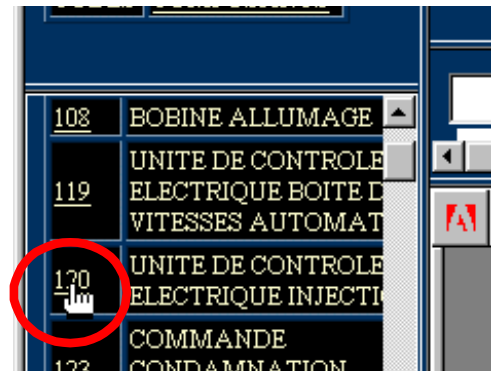 108 BOBINE ALLUMAGE
UNITE DE CONTROLE
119 ELECTRIQUE BOITE D
VITESSES AUTOMAT
UNITE DE CONTROLE
120 ELECTRIQUE INJECTI
COMMANDE
123 CONDAMNATION